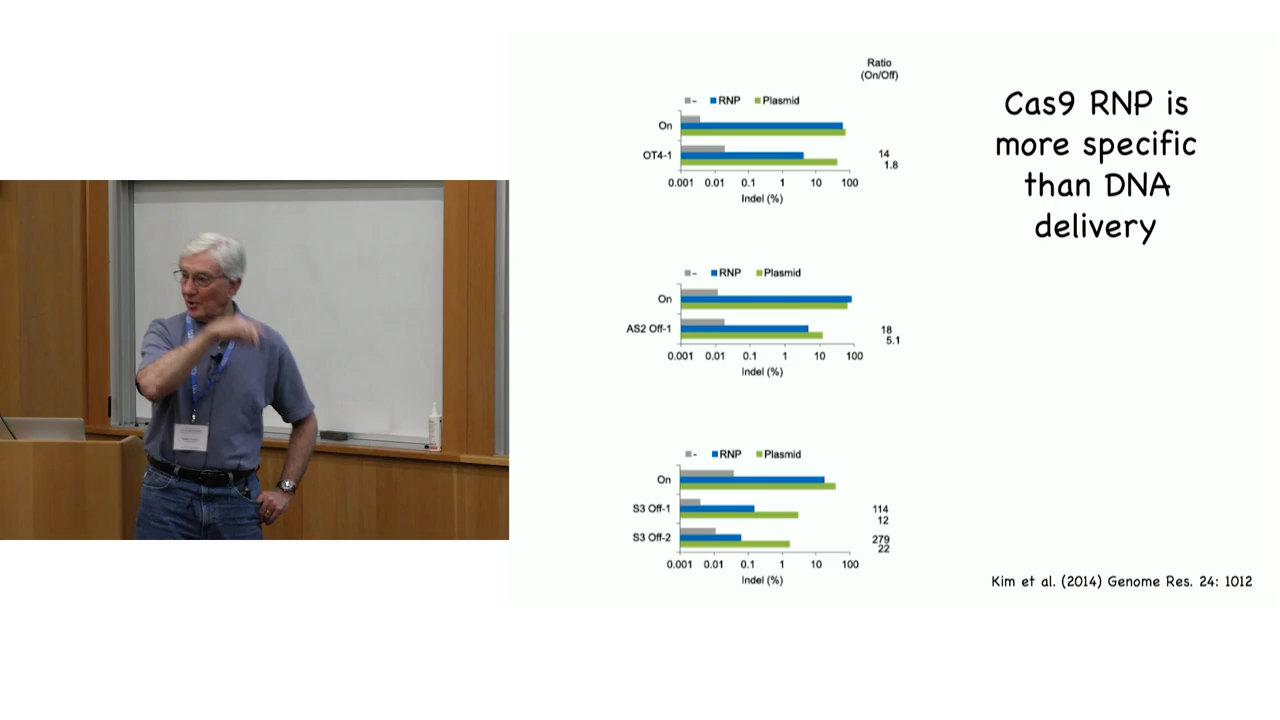 Ratio
(On/Off)
- RNP Plasmid
On
OT4-1
14
1.8
0.001 0.01 0.1 1 10 100
Indel (%)
- RNP Plasmid
On
AS2 Off-1
18
5.1
0.001 0.01 0.1 1 10 100
Indel (%)
- RNP Plasmid
On
S3 Off-1
114
12
S3 Off-2
279
22
0.001 0.01 0.1 1 10 100
Indel (%)
Cas9 RNP is
more specific
than DNA
delivery
Kim et al. (2014) Genome Res. 24: 1012